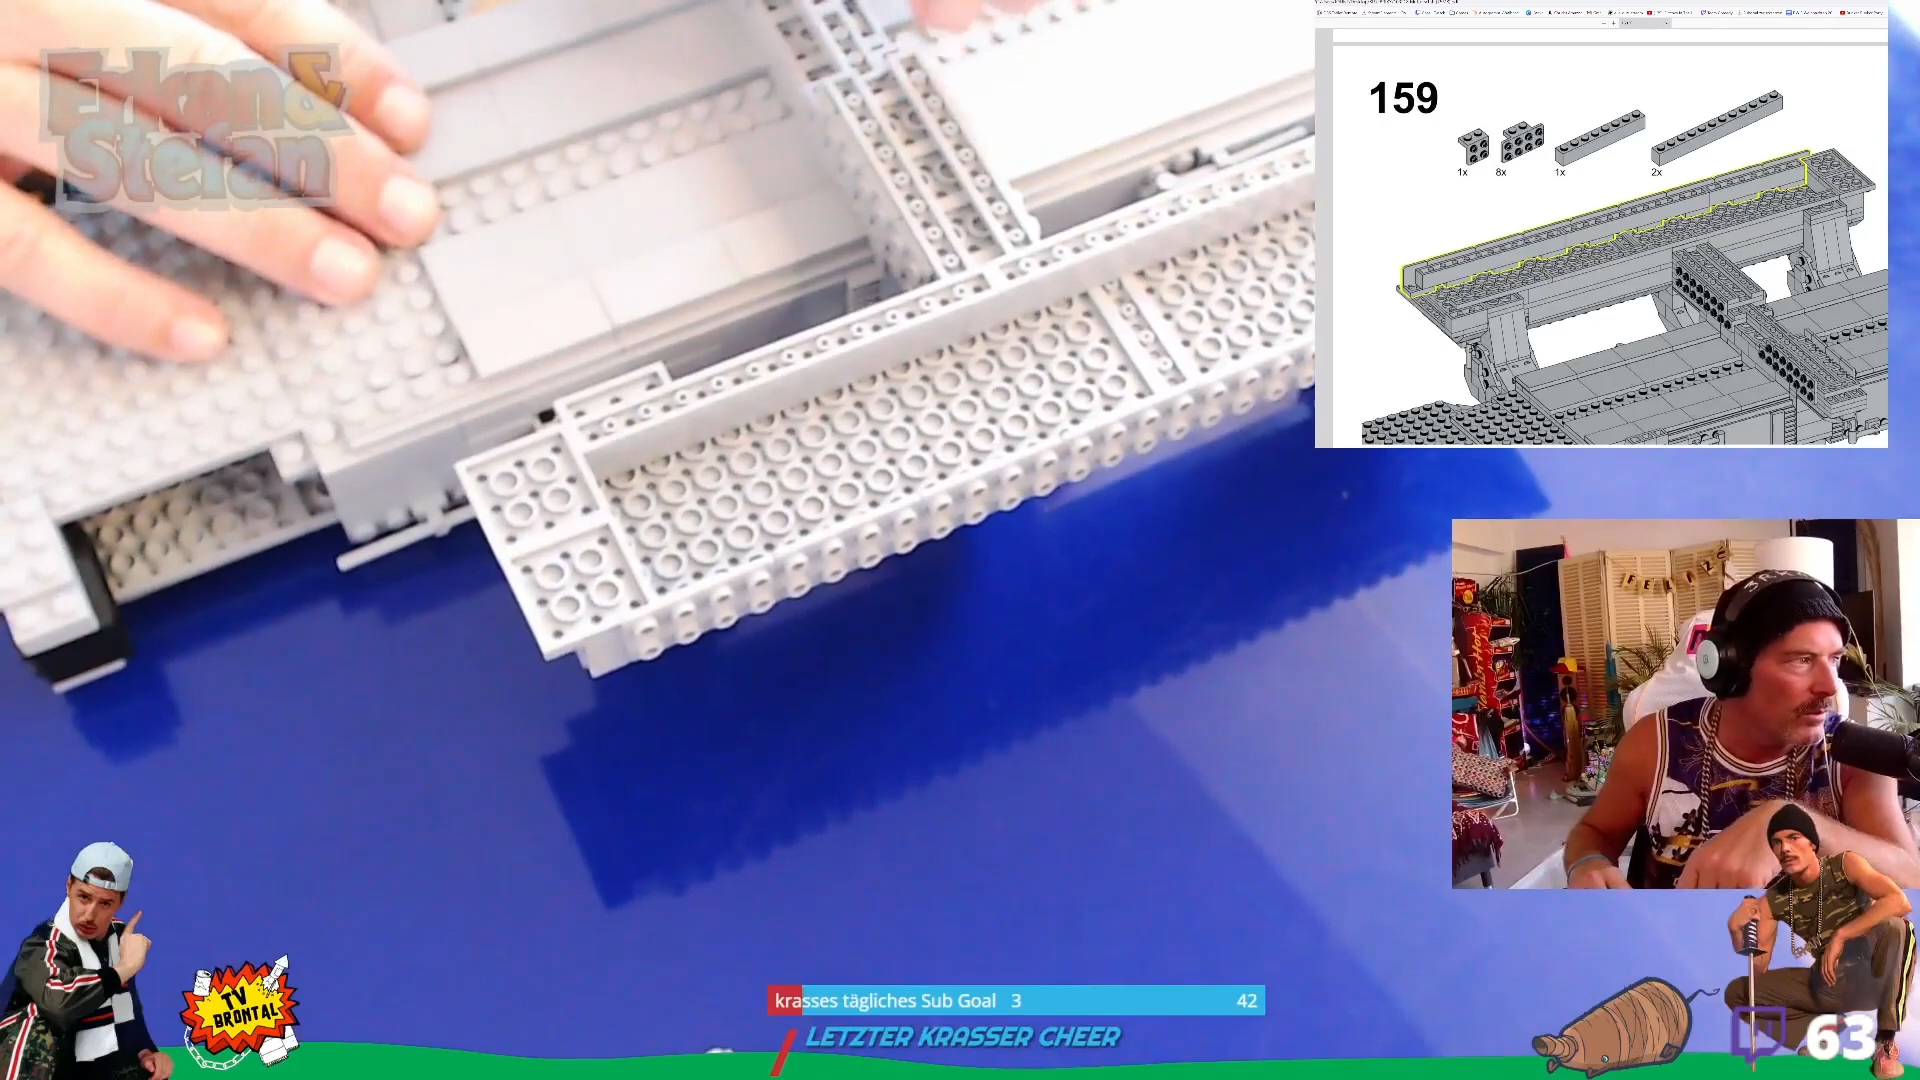 Erkan&
Stefan
159
1x
8x
1x
2x
FELIZ
TV
BRONTAL
krasses tägliches Sub Goal 3 42
LETZTER KRASSER CHEER
63